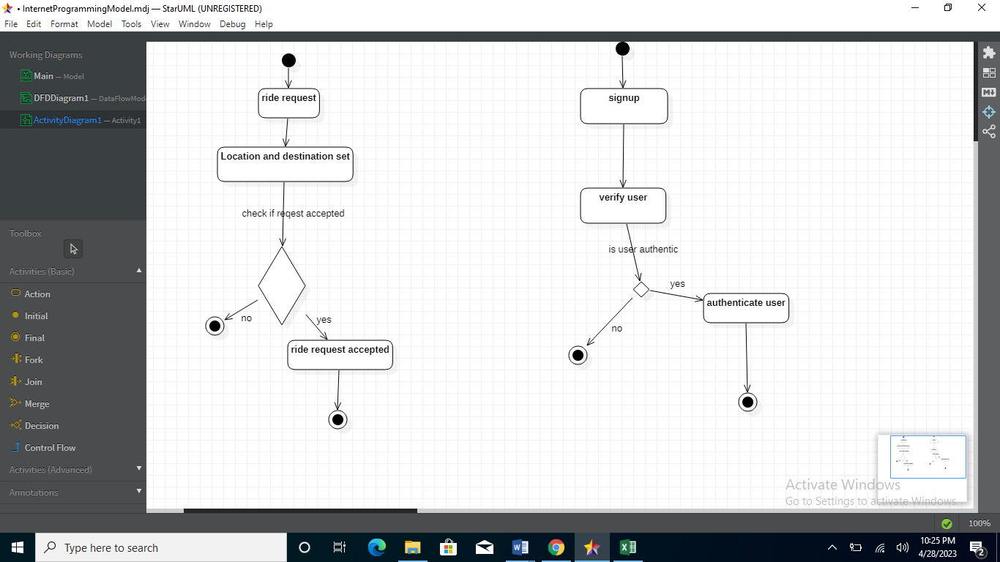 • InternetProgrammingModel.mdj — StarUML (UNREGISTERED)
File Edit Format Model Tools View Window Debug Help
Working Diagrams
Main — Model
DFDDiagram1 — DataFlowMode
ActivityDiagram1 — Activity1
Toolbox
Activities (Basic)
Action
Initial
Final
Fork
Join
Merge
Decision
Control Flow
Activities (Advanced)
Annotations
ride request
Location and destination set
check if reqest accepted
no
yes
ride request accepted
signup
verify user
is user authentic
yes
authenticate user
no
M
Activate Windows
Go to Settings to activate Windows.
100%
Type here to search
W
X
10:25 PM
4/28/2023
2